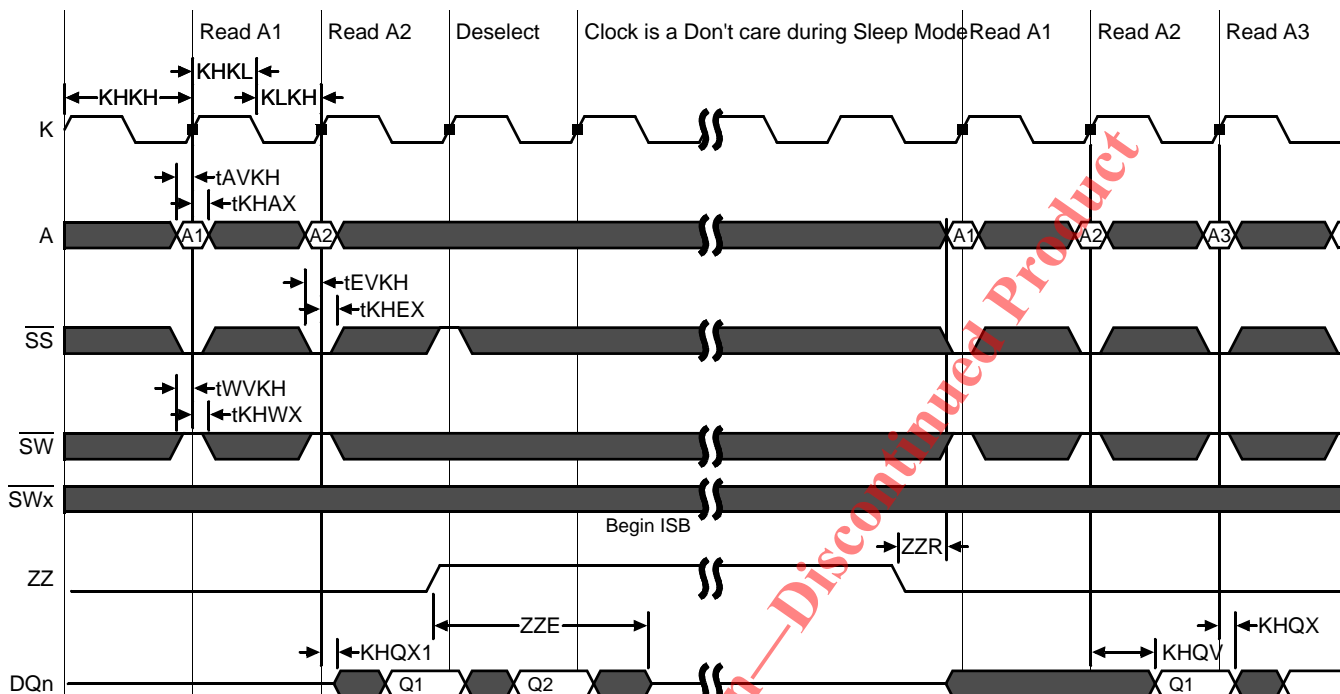 Read A1 Read A2 Deselect Clock is a Don't care during Sleep Mode Read A1 Read A2 Read A3
KHKL
KHKH KLKH
K
tAVKH
tKHAX
A A1 A2 A1 A2 A3
tEVKH
tKHEX
SS
tWVKH
tKHWX
SW
SWx
Begin ISB
ZZR
ZZ
ZZE
KHQX1 KHQV KHQX
DQn Q1 Q2 Q1
n—Discontinued Product